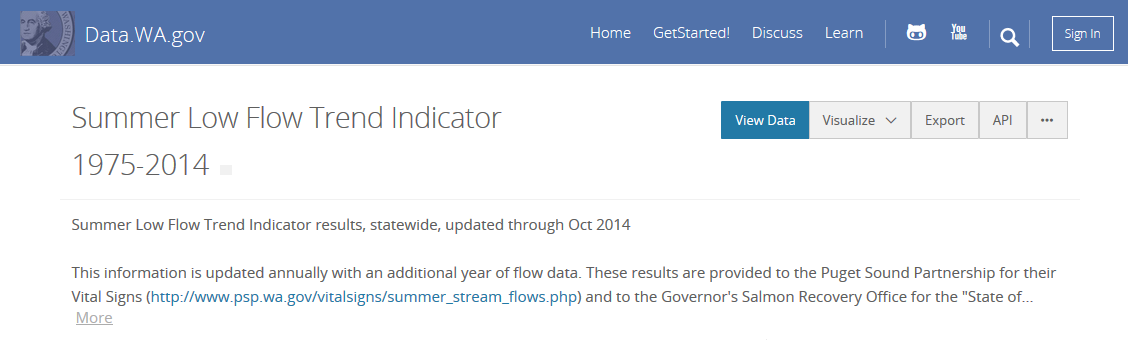 Data.WA.gov
Home GetStarted! Discuss Learn You Tube Sign In
Summer Low Flow Trend Indicator
1975-2014
View Data Visualize Export API ...
Summer Low Flow Trend Indicator results, statewide, updated through Oct 2014
This information is updated annually with an additional year of flow data. These results are provided to the Puget Sound Partnership for their
Vital Signs (http://www.psp.wa.gov/vitalsigns/summer_stream_flows.php) and to the Governor's Salmon Recovery Office for the "State of...
More